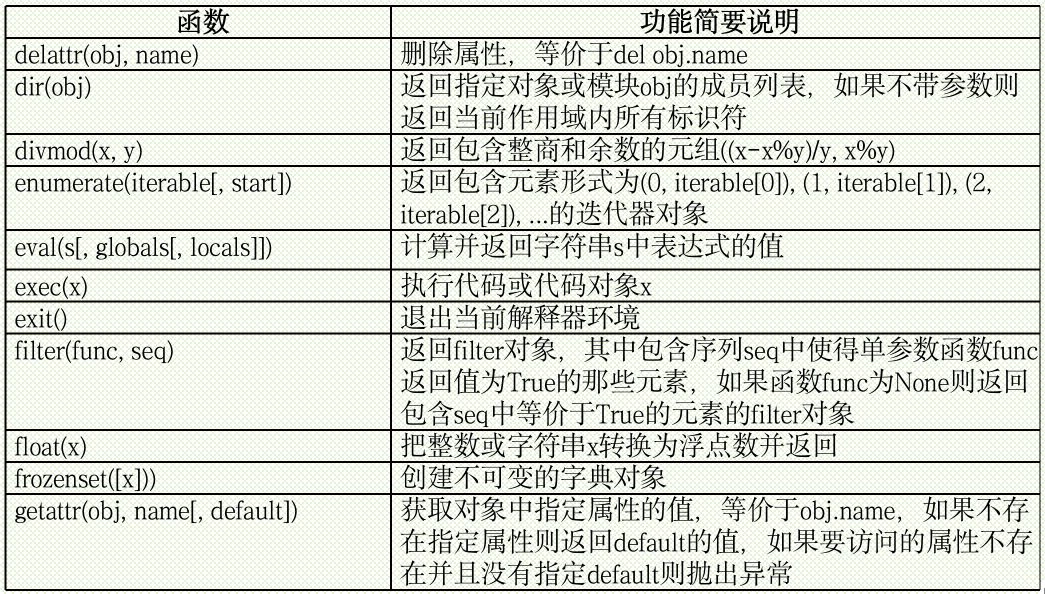 函数 功能简要说明
delattr(obj, name) 删除属性，等价于del obj.name
dir(obj) 返回指定对象或模块obj的成员列表，如果不带参数则
返回当前作用域内所有标识符
divmod(x, y) 返回包含整商和余数的元组((x-x%y)/y, x%y)
enumerate(iterable[, start]) 返回包含元素形式为(0, iterable[0]), (1, iterable[1]), (2,
iterable[2]), ...的迭代器对象
eval(s[, globals[, locals]]) 计算并返回字符串s中表达式的值
exec(x) 执行代码或代码对象x
exit() 退出当前解释器环境
filter(func, seq) 返回filter对象，其中包含序列seq中使得单参数函数func
返回值为True的那些元素，如果函数func为None则返回
包含seq中等价于True的元素的filter对象
float(x) 把整数或字符串x转换为浮点数并返回
frozenset([x])) 创建不可变的字典对象
getattr(obj, name[, default]) 获取对象中指定属性的值，等价于obj.name，如果不存
在指定属性则返回default的值，如果要访问的属性不存
在并且没有指定default则抛出异常